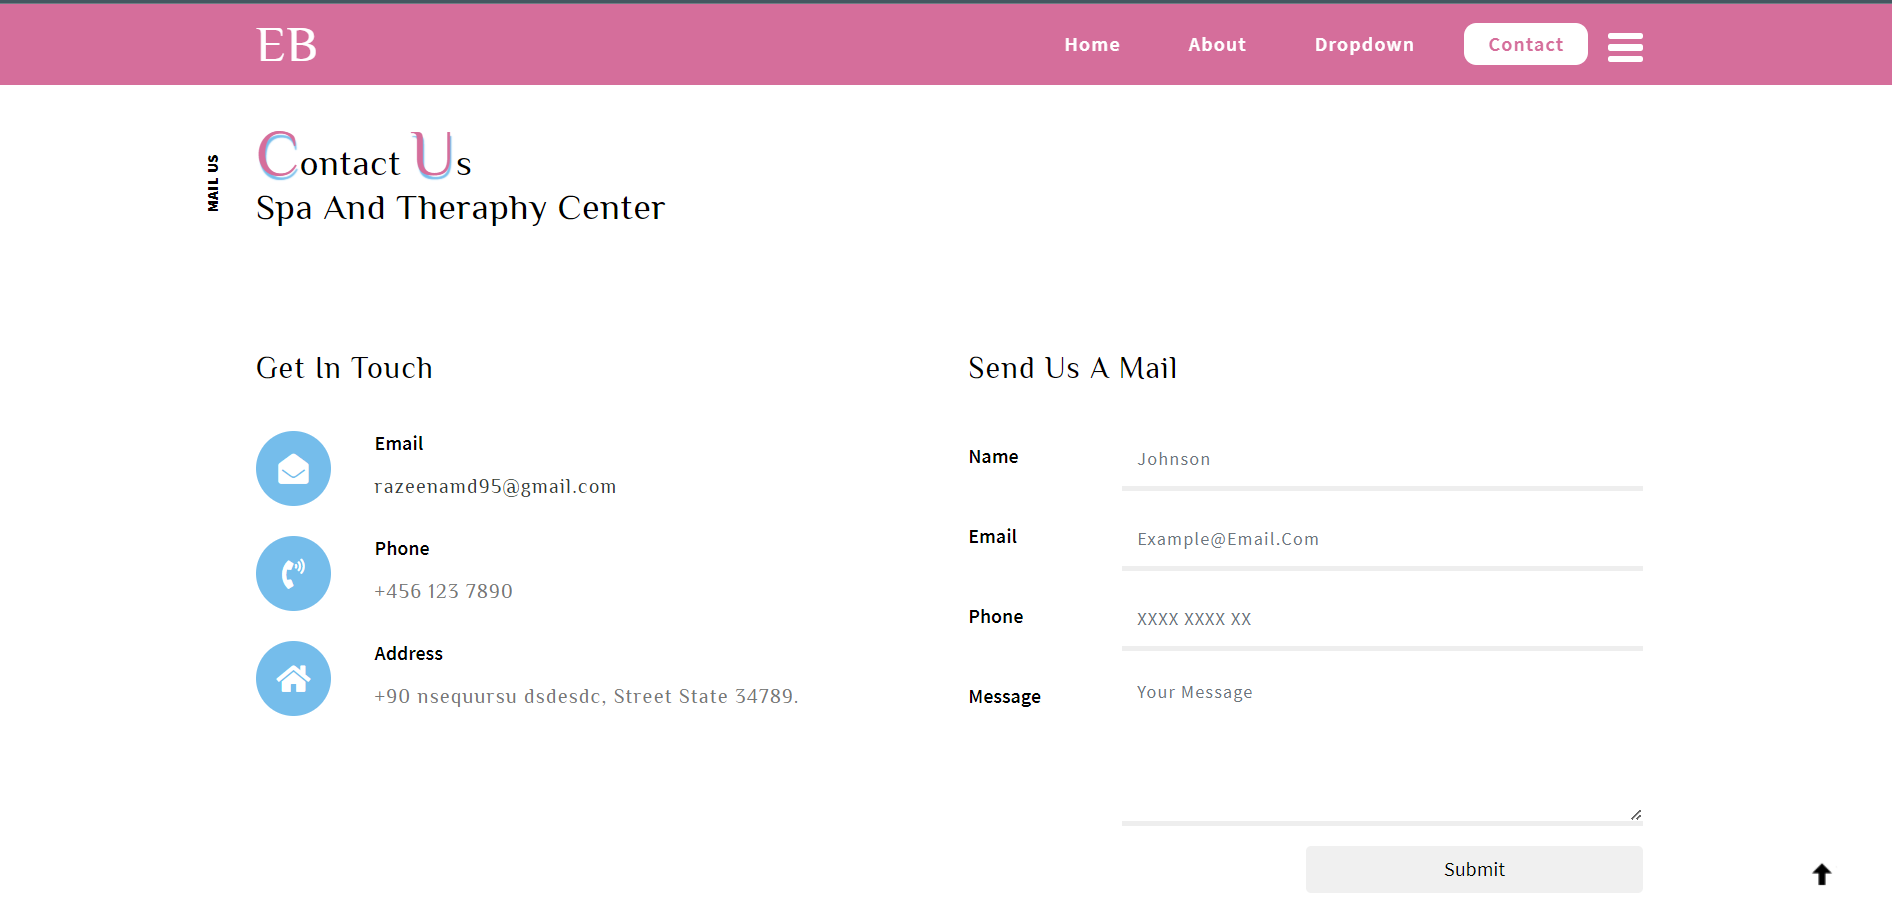 EB Home About Dropdown Contact
MAIL US
Contact Us
Spa And Theraphy Center
Get In Touch
Email
razeenamd95@gmail.com
Phone
+456 123 7890
Address
+90 nsequursu dsdesdc, Street State 34789.
Send Us A Mail
Name Johnson
Email Example@Email.Com
Phone XXXX XXXX XX
Message Your Message
Submit